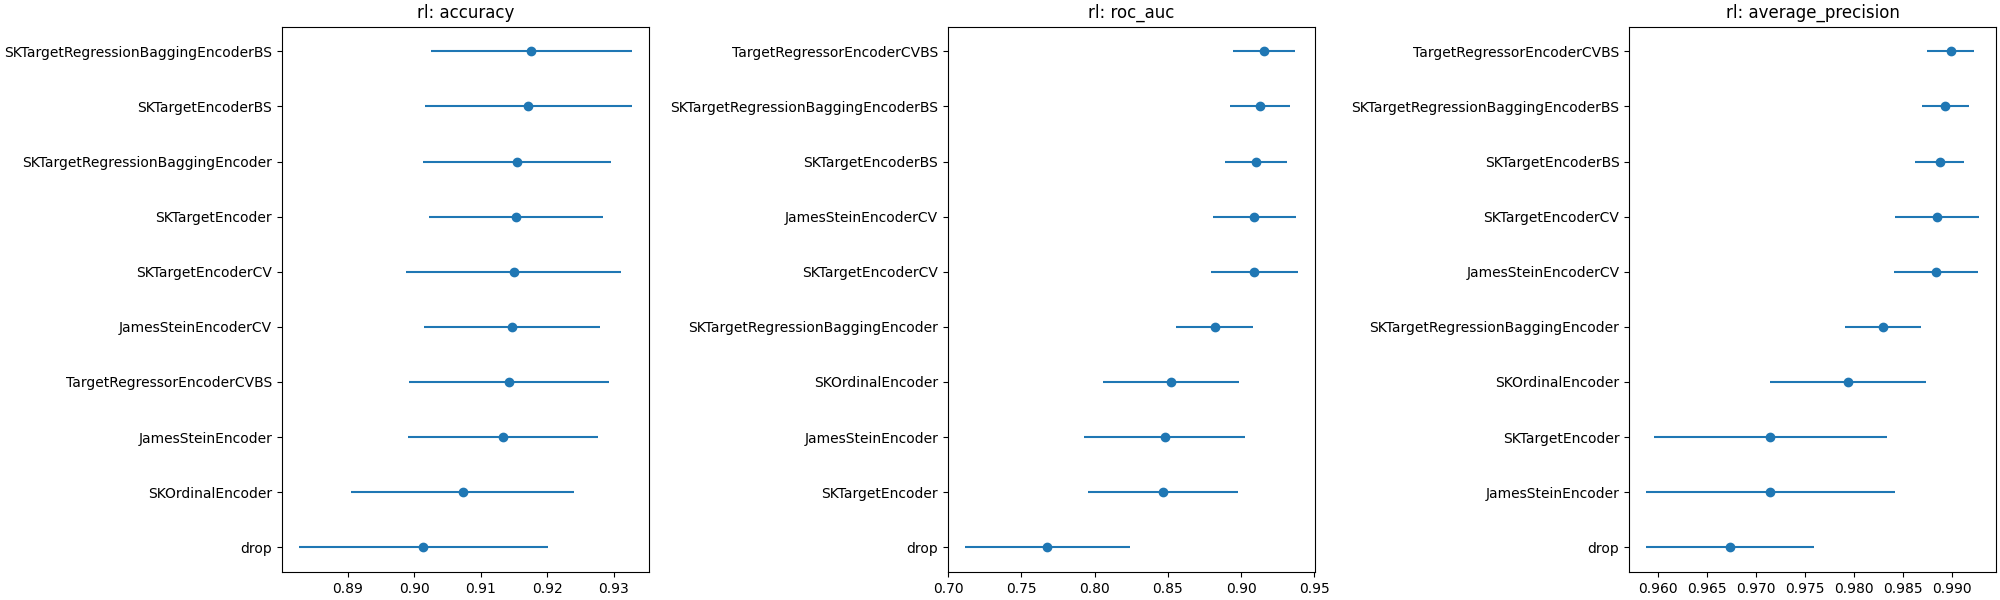 rl: accuracy
SKTargetRegressionBaggingEncoderBS
SKTargetEncoderBS
SKTargetRegressionBaggingEncoder
SKTargetEncoder
SKTargetEncoderCV
JamesSteinEncoderCV
TargetRegressorEncoderCVBS
JamesSteinEncoder
SKOrdinalEncoder
drop
0.89 0.90 0.91 0.92 0.93
rl: roc_auc
TargetRegressorEncoderCVBS
SKTargetRegressionBaggingEncoderBS
SKTargetEncoderBS
JamesSteinEncoderCV
SKTargetEncoderCV
SKTargetRegressionBaggingEncoder
SKOrdinalEncoder
JamesSteinEncoder
SKTargetEncoder
drop
0.70 0.75 0.80 0.85 0.90 0.95
rl: average_precision
TargetRegressorEncoderCVBS
SKTargetRegressionBaggingEncoderBS
SKTargetEncoderBS
SKTargetEncoderCV
JamesSteinEncoderCV
SKTargetRegressionBaggingEncoder
SKOrdinalEncoder
SKTargetEncoder
JamesSteinEncoder
drop
0.960 0.965 0.970 0.975 0.980 0.985 0.990